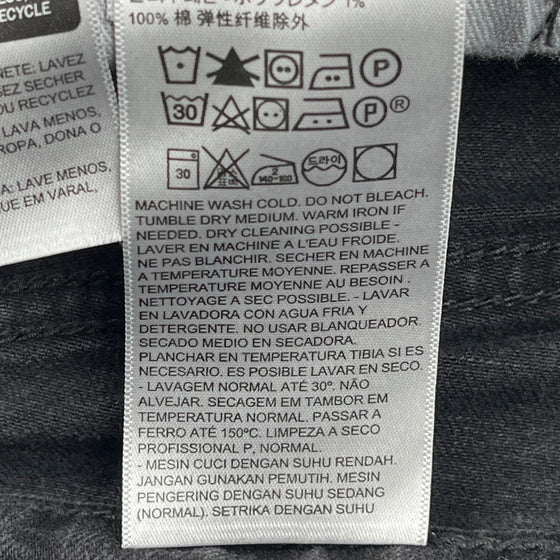 ECYCLE
NETE: LAVEZ
SEZ SECHER
OU RECYCLEZ
LAVA MENOS,
ROPA, DONA O
A: LAVE MENOS,
QUE EM VARAL,
1%
100% 棉 弹性纤维除外
P
30
P®
30
2
140-160
드라이
MACHINE WASH COLD. DO NOT BLEACH.
TUMBLE DRY MEDIUM. WARM IRON IF
NEEDED. DRY CLEANING POSSIBLE -
LAVER EN MACHINE A L'EAU FROIDE.
NE PAS BLANCHIR. SECHER EN MACHINE
A TEMPERATURE MOYENNE. REPASSER A
TEMPERATURE MOYENNE AU BESOIN .
NETTOYAGE A SEC POSSIBLE. - LAVAR
EN LAVADORA CON AGUA FRIA Y
DETERGENTE. NO USAR BLANQUEADOR.
SECADO MEDIO EN SECADORA.
PLANCHAR EN TEMPERATURA TIBIA SI ES
NECESARIO. ES POSIBLE LAVAR EN SECO.
- LAVAGEM NORMAL ATÉ 30º. NÃO
ALVEJAR. SECAGEM EM TAMBOR EM
TEMPERATURA NORMAL. PASSAR A
FERRO ATÉ 150ºC. LIMPEZA A SECO
PROFISSIONAL P, NORMAL.
- MESIN CUCI DENGAN SUHU RENDAH.
JANGAN GUNAKAN PEMUTIH. MESIN
PENGERING DENGAN SUHU SEDANG
(NORMAL). SETRIKA DENGAN SUHU